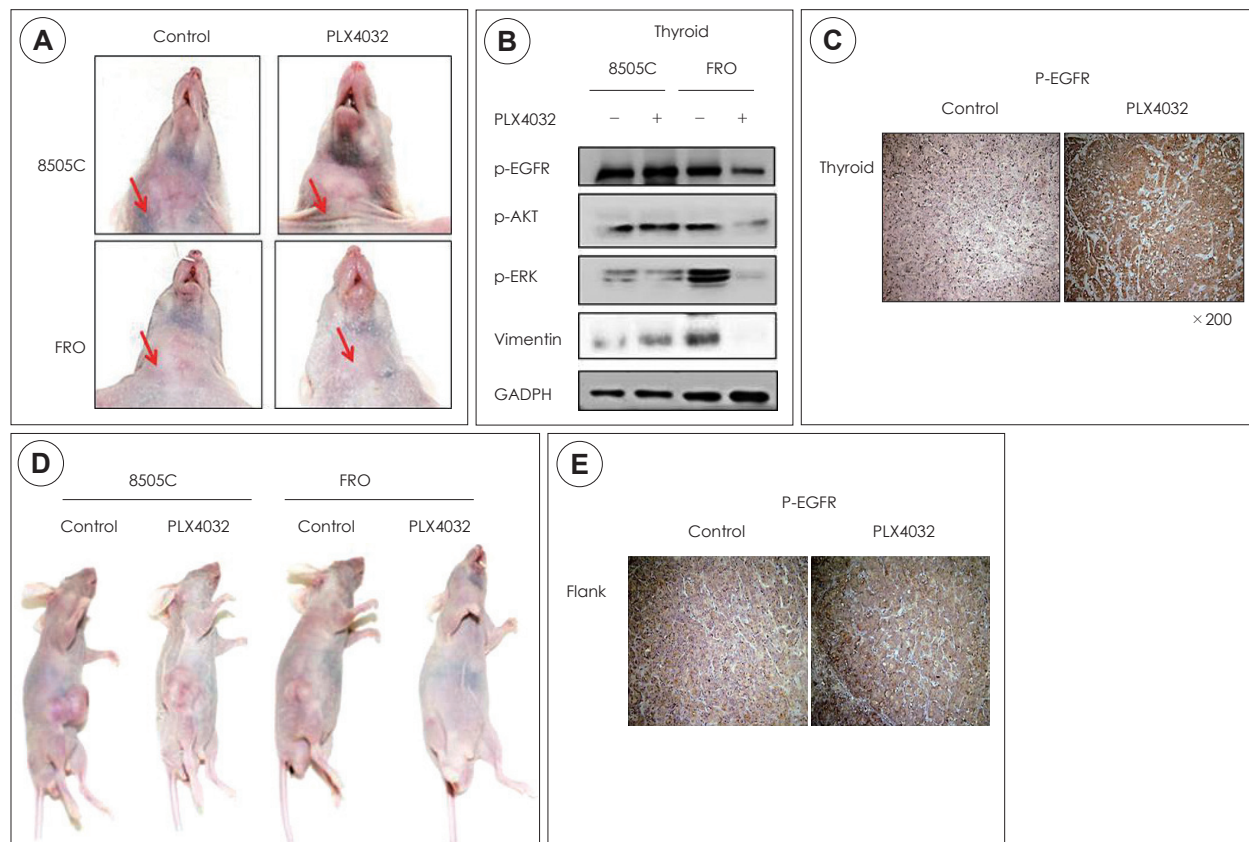 A
Control PLX4032
8505C
FRO
B
Thyroid
8505C FRO
PLX4032 − + − +
p-EGFR
p-AKT
p-ERK
Vimentin
GADPH
C
P-EGFR
Control PLX4032
Thyroid
×200
D
8505C FRO
Control PLX4032 Control PLX4032
E
P-EGFR
Control PLX4032
Flank